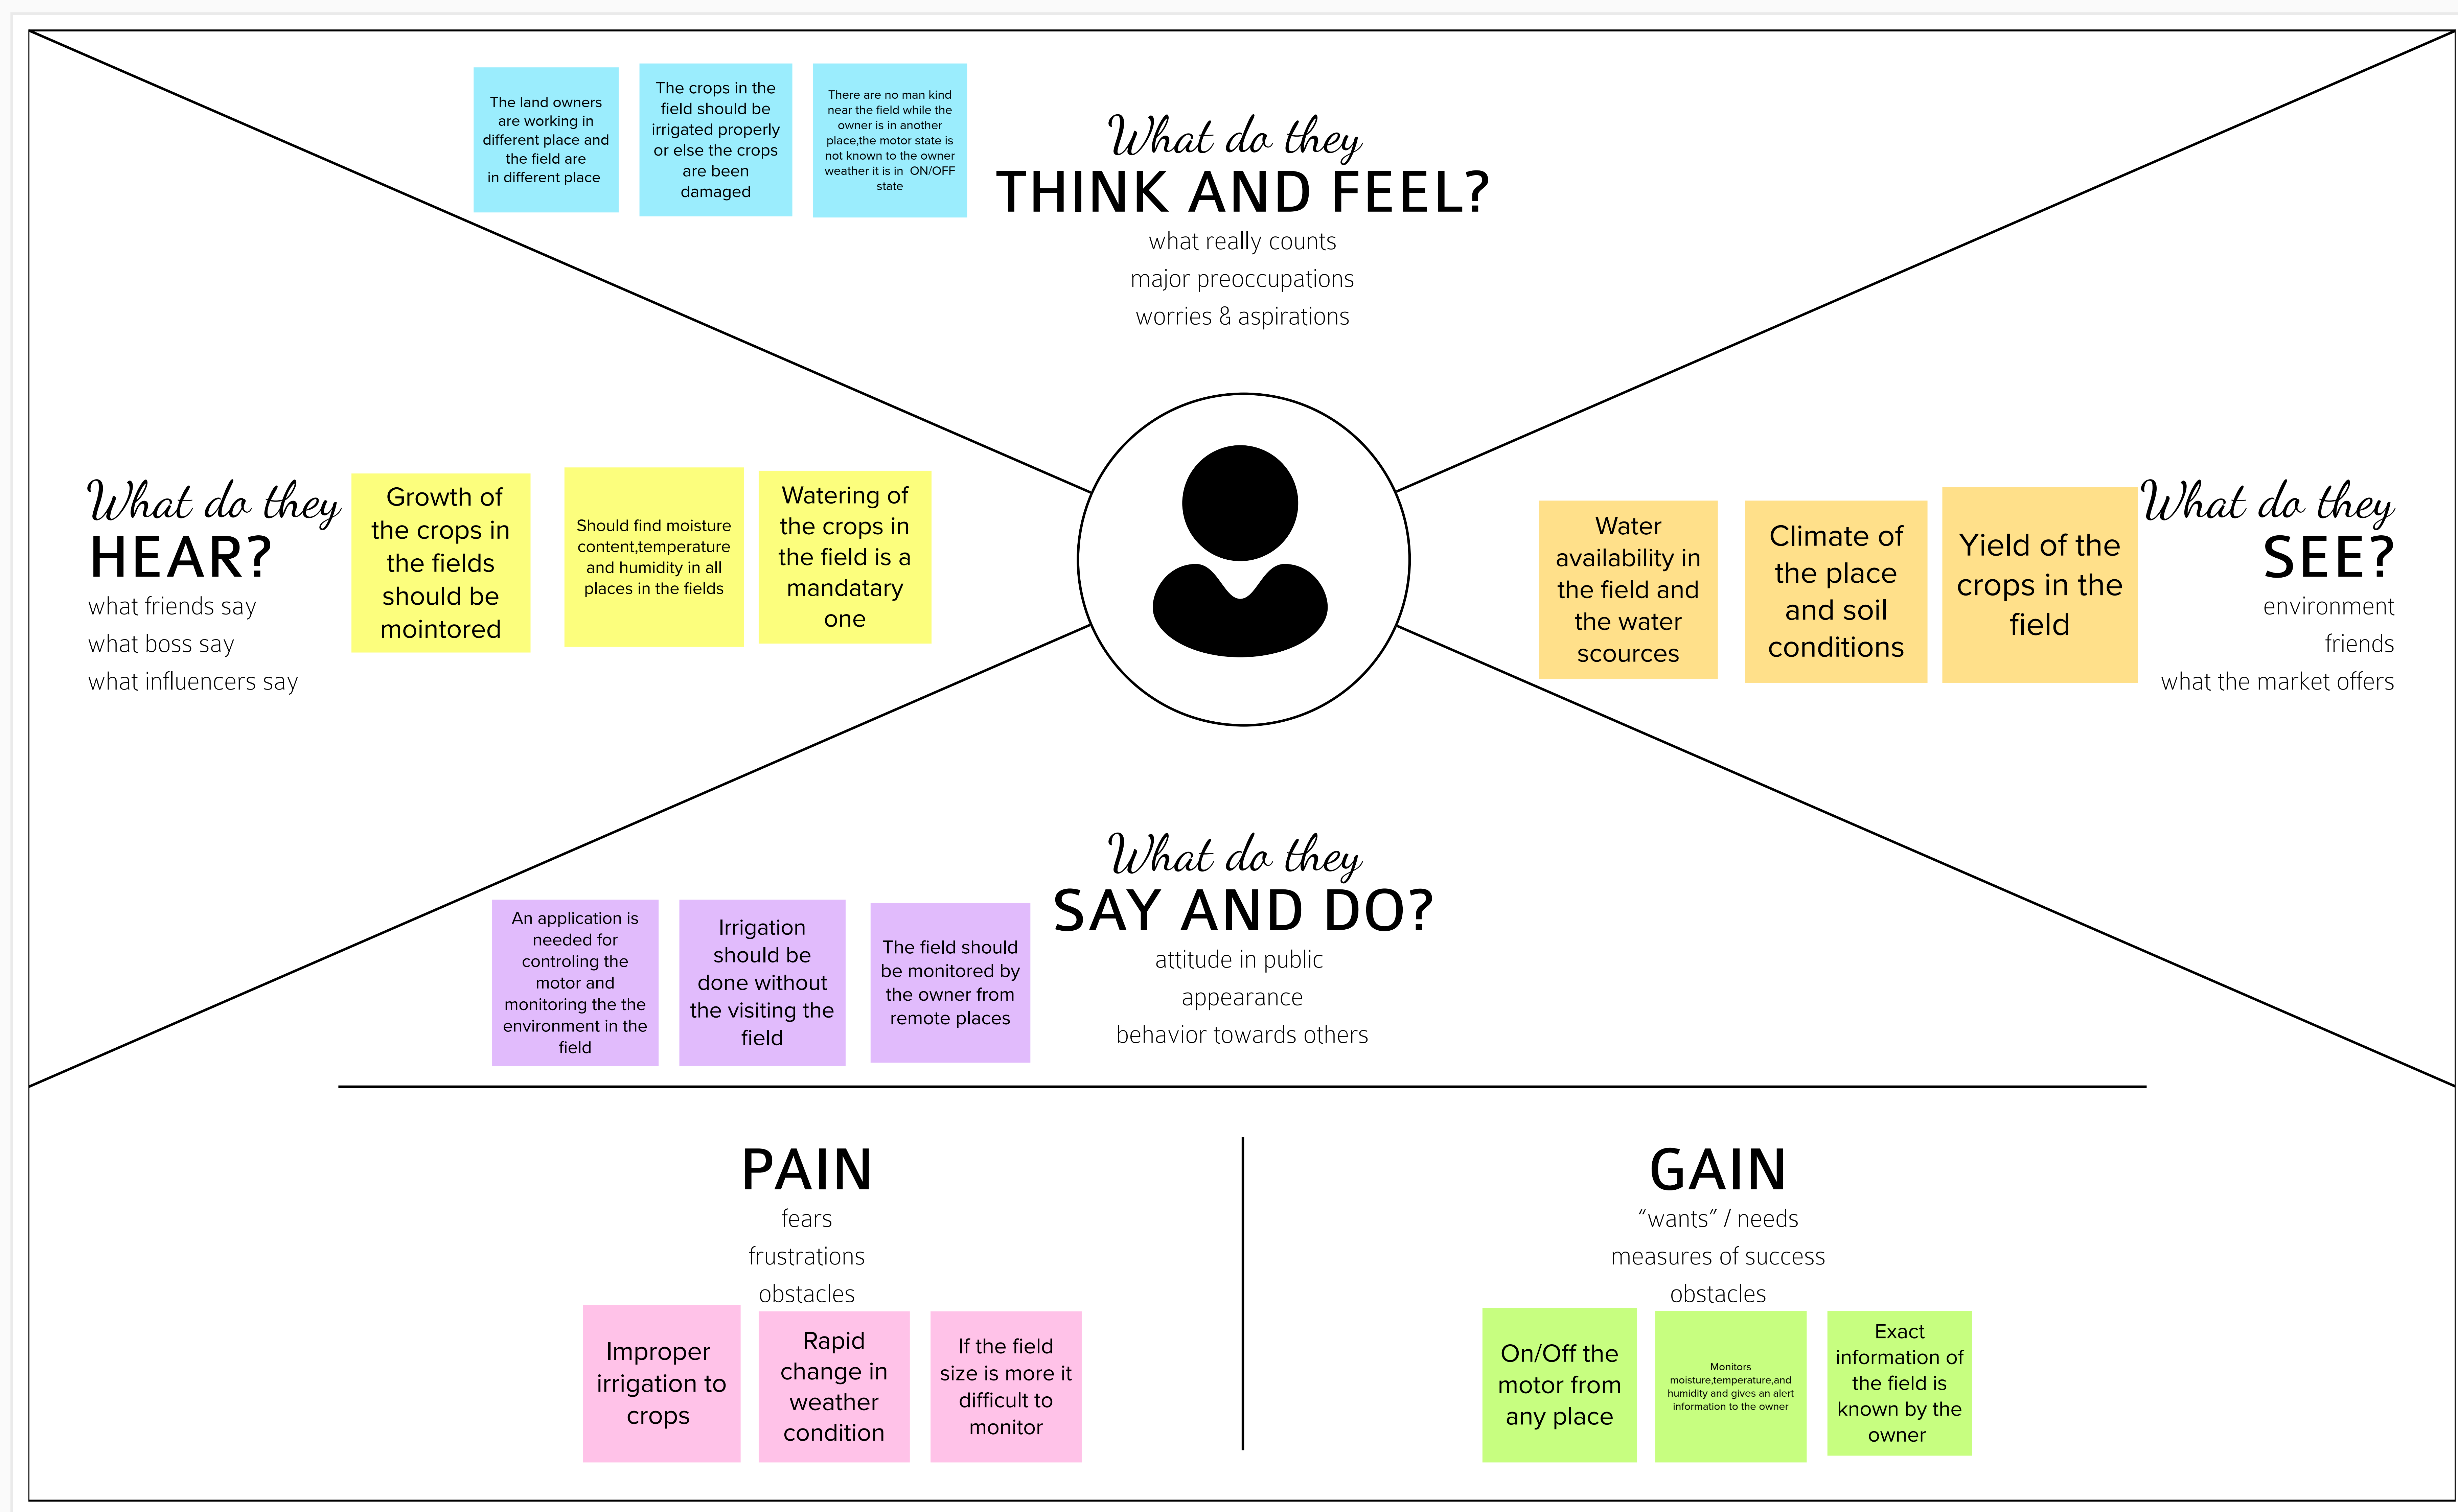 The land owners
are working in
different place and
the field are
in different place
The crops in the
field should be
irrigated properly
or else the crops
are been
damaged
There are no man kind
near the field while the
owner is in another
place,the motor state is
not known to the owner
weather it is in  ON/OFF
state
What do they
THINK AND FEEL?
what really counts
major preoccupations
worries & aspirations
What do they
HEAR?
what friends say
what boss say
what influencers say
Growth of
the crops in
the fields
should be
mointored
Should find moisture
content,temperature
and humidity in all
places in the fields
Watering of
the crops in
the field is a
mandatary
one
Water
availability in
the field and
the water
scources
Climate of
the place
and soil
conditions
Yield of the
crops in the
field
What do they
SEE?
environment
friends
what the market offers
What do they
SAY AND DO?
attitude in public
appearance
behavior towards others
An application is
needed for
controling the
motor and
monitoring the the
environment in the
field
Irrigation
should be
done without
the visiting the
field
The field should
be monitored by
the owner from
remote places
PAIN
fears
frustrations
obstacles
Improper
irrigation to
crops
Rapid
change in
weather
condition
If the field
size is more it
difficult to
monitor
GAIN
“wants” / needs
measures of success
obstacles
On/Off the
motor from
any place
Monitors
moisture,temperature,and
humidity and gives an alert
information to the owner
Exact
information of
the field is
known by the
owner